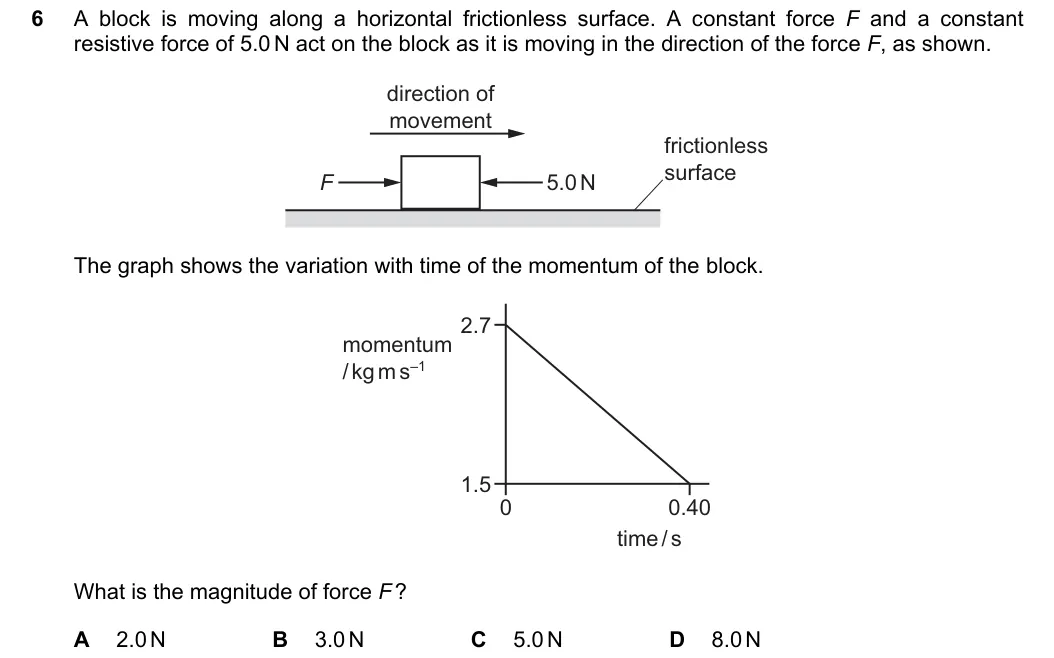 6 A block is moving along a horizontal frictionless surface. A constant force F and a constant
resistive force of 5.0 N act on the block as it is moving in the direction of the force F, as shown.
direction of
movement
frictionless
surface
F
5.0 N
The graph shows the variation with time of the momentum of the block.
2.7
momentum
/ kg m s⁻¹
1.5
0
0.40
time / s
What is the magnitude of force F?
A 2.0 N B 3.0 N C 5.0 N D 8.0 N